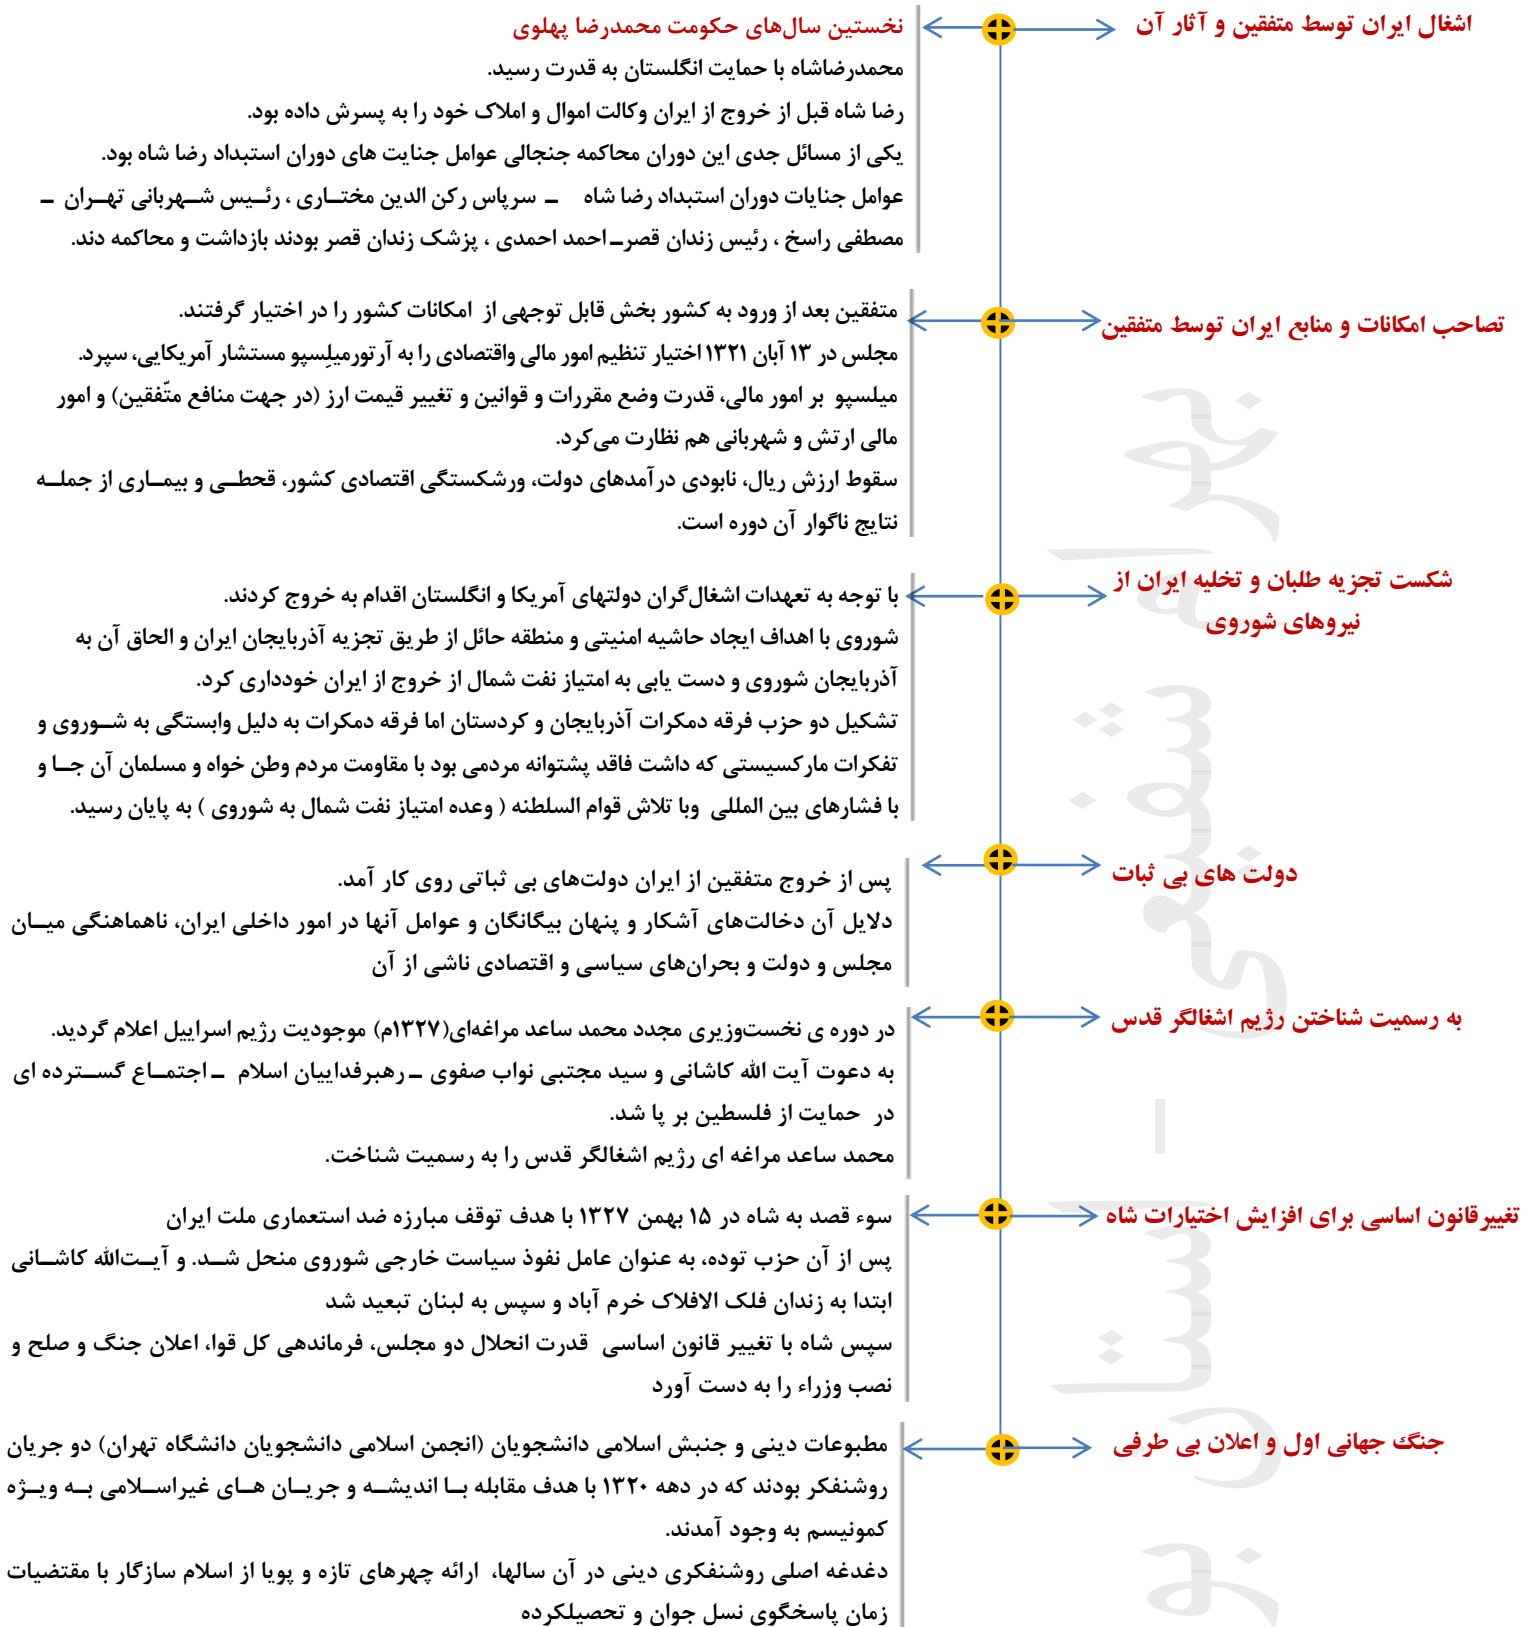 اشغال ایران توسط متفقین و آثار آن
نخستین سال‌های حکومت محمدرضا پهلوی
محمدرضاشاه با حمایت انگلستان به قدرت رسید.
رضا شاه قبل از خروج از ایران وکالت اموال و املاک خود را به پسرش داده بود.
یکی از مسائل جدی این دوران محاکمه جنجالی عوامل جنایت های دوران استبداد رضا شاه بود.
عوامل جنایات دوران استبداد رضا شاه – سرپاس رکن الدین مختاری ، رئیس شهربانی تهران –
مصطفی راسخ ، رئیس زندان قصر– احمد احمدی ، پزشک زندان قصر بودند بازداشت و محاکمه دند.
تصاحب امکانات و منابع ایران توسط متفقین
متفقین بعد از ورود به کشور بخش قابل توجهی از امکانات کشور را در اختیار گرفتند.
مجلس در ۱۳ آبان ۱۳۲۱ اختیار تنظیم امور مالی واقتصادی را به آرتورمیلِسپو مستشار آمریکایی، سپرد.
میلسپو بر امور مالی، قدرت وضع مقررات و قوانین و تغییر قیمت ارز (در جهت منافع متّفقین) و امور
مالی ارتش و شهربانی هم نظارت می‌کرد.
سقوط ارزش ریال، نابودی درآمدهای دولت، ورشکستگی اقتصادی کشور، قحطی و بیماری از جمله
نتایج ناگوار آن دوره است.
شکست تجزیه طلبان و تخلیه ایران از
نیروهای شوروی
با توجه به تعهدات اشغال‌گران دولتهای آمریکا و انگلستان اقدام به خروج کردند.
شوروی با اهداف ایجاد حاشیه امنیتی و منطقه حائل از طریق تجزیه آذربایجان ایران و الحاق آن به
آذربایجان شوروی و دست یابی به امتیاز نفت شمال از خروج از ایران خودداری کرد.
تشکیل دو حزب فرقه دمکرات آذربایجان و کردستان اما فرقه دمکرات به دلیل وابستگی به شوروی و
تفکرات مارکسیستی که داشت فاقد پشتوانه مردمی بود با مقاومت مردم وطن خواه و مسلمان آن جا و
با فشارهای بین المللی وبا تلاش قوام السلطنه ( وعده امتیاز نفت شمال به شوروی ) به پایان رسید.
دولت های بی ثبات
پس از خروج متفقین از ایران دولت‌های بی ثباتی روی کار آمد.
دلایل آن دخالت‌های آشکار و پنهان بیگانگان و عوامل آنها در امور داخلی ایران، ناهماهنگی میان
مجلس و دولت و بحران‌های سیاسی و اقتصادی ناشی از آن
به رسمیت شناختن رژیم اشغالگر قدس
در دوره ی نخست‌وزیری مجدد محمد ساعد مراغه‌ای(۱۳۲۷م) موجودیت رژیم اسراییل اعلام گردید.
به دعوت آیت الله کاشانی و سید مجتبی نواب صفوی – رهبرفداییان اسلام – اجتماع گسترده ای
در حمایت از فلسطین بر پا شد.
محمد ساعد مراغه ای رژیم اشغالگر قدس را به رسمیت شناخت.
تغییرقانون اساسی برای افزایش اختیارات شاه
سوء قصد به شاه در ۱۵ بهمن ۱۳۲۷ با هدف توقف مبارزه ضد استعماری ملت ایران
پس از آن حزب توده، به عنوان عامل نفوذ سیاست خارجی شوروی منحل شد. و آیت‌الله کاشانی
ابتدا به زندان فلک الافلاک خرم آباد و سپس به لبنان تبعید شد
سپس شاه با تغییر قانون اساسی قدرت انحلال دو مجلس، فرماندهی کل قوا، اعلان جنگ و صلح و
نصب وزراء را به دست آورد
جنگ جهانی اول و اعلان بی طرفی
مطبوعات دینی و جنبش اسلامی دانشجویان (انجمن اسلامی دانشجویان دانشگاه تهران) دو جریان
روشنفکر بودند که در دهه ۱۳۲۰ با هدف مقابله با اندیشه و جریان های غیراسلامی به ویژه
کمونیسم به وجود آمدند.
دغدغه اصلی روشنفکری دینی در آن سالها، ارائه چهرهای تازه و پویا از اسلام سازگار با مقتضیات
زمان پاسخگوی نسل جوان و تحصیلکرده